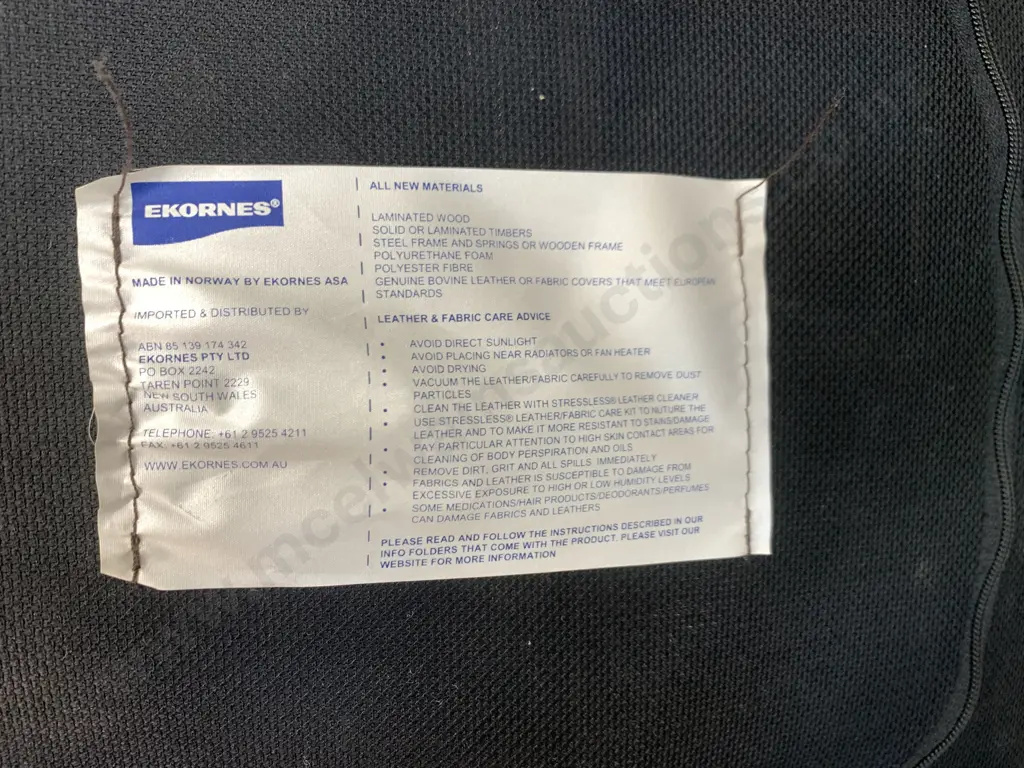 EKORNES®
MADE IN NORWAY BY EKORNES ASA
IMPORTED & DISTRIBUTED BY
ABN 85 139 174 342
EKORNES PTY LTD
PO BOX 2242
TAREN POINT 2229
NEW SOUTH WALES
AUSTRALIA
TELEPHONE: +61 2 9525 4211
FAX: +61 2 9525 4611
WWW.EKORNES.COM.AU
ALL NEW MATERIALS
LAMINATED WOOD
SOLID OR LAMINATED TIMBERS
STEEL FRAME AND SPRINGS OR WOODEN FRAME
POLYURETHANE FOAM
POLYESTER FIBRE
GENUINE BOVINE LEATHER OR FABRIC COVERS THAT MEET EUROPEAN
STANDARDS
LEATHER & FABRIC CARE ADVICE
• AVOID DIRECT SUNLIGHT
• AVOID PLACING NEAR RADIATORS OR FAN HEATER
• AVOID DRYING
• VACUUM THE LEATHER/FABRIC CAREFULLY TO REMOVE DUST
PARTICLES
• CLEAN THE LEATHER WITH STRESSLESS® LEATHER CLEANER
• USE STRESSLESS® LEATHER/FABRIC CARE KIT TO NUTURE THE
LEATHER AND TO MAKE IT MORE RESISTANT TO STAINS/DAMAGE
• PAY PARTICULAR ATTENTION TO HIGH SKIN CONTACT AREAS FOR
CLEANING OF BODY PERSPIRATION AND OILS
• REMOVE DIRT, GRIT AND ALL SPILLS IMMEDIATELY
• FABRICS AND LEATHER IS SUSCEPTIBLE TO DAMAGE FROM
EXCESSIVE EXPOSURE TO HIGH OR LOW HUMIDITY LEVELS
• SOME MEDICATIONS/HAIR PRODUCTS/DEODORANTS/PERFUMES
CAN DAMAGE FABRICS AND LEATHERS
PLEASE READ AND FOLLOW THE INSTRUCTIONS DESCRIBED IN OUR
INFO FOLDERS THAT COME WITH THE PRODUCT. PLEASE VISIT OUR
WEBSITE FOR MORE INFORMATION